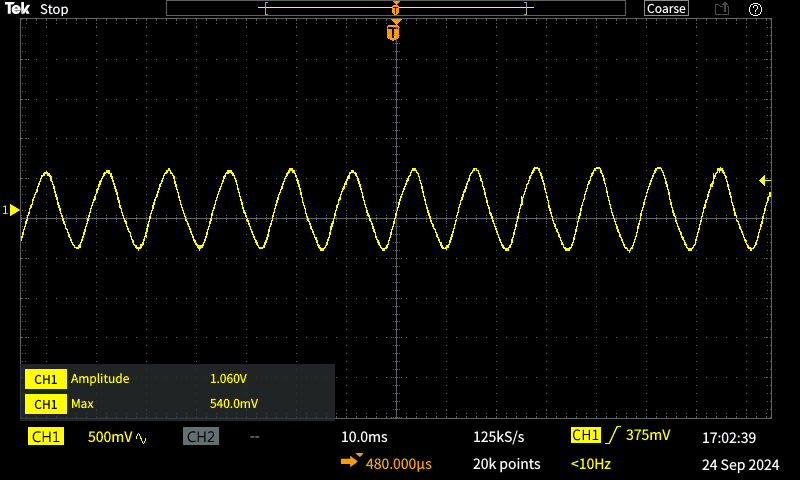 Tek Stop Coarse ?
T
T
1
CH1 Amplitude 1.060V
CH1 Max 540.0mV
CH1 500mV CH2 -- 10.0ms 125kS/s CH1 375mV 17:02:39
480.000µs 20k points <10Hz 24 Sep 2024